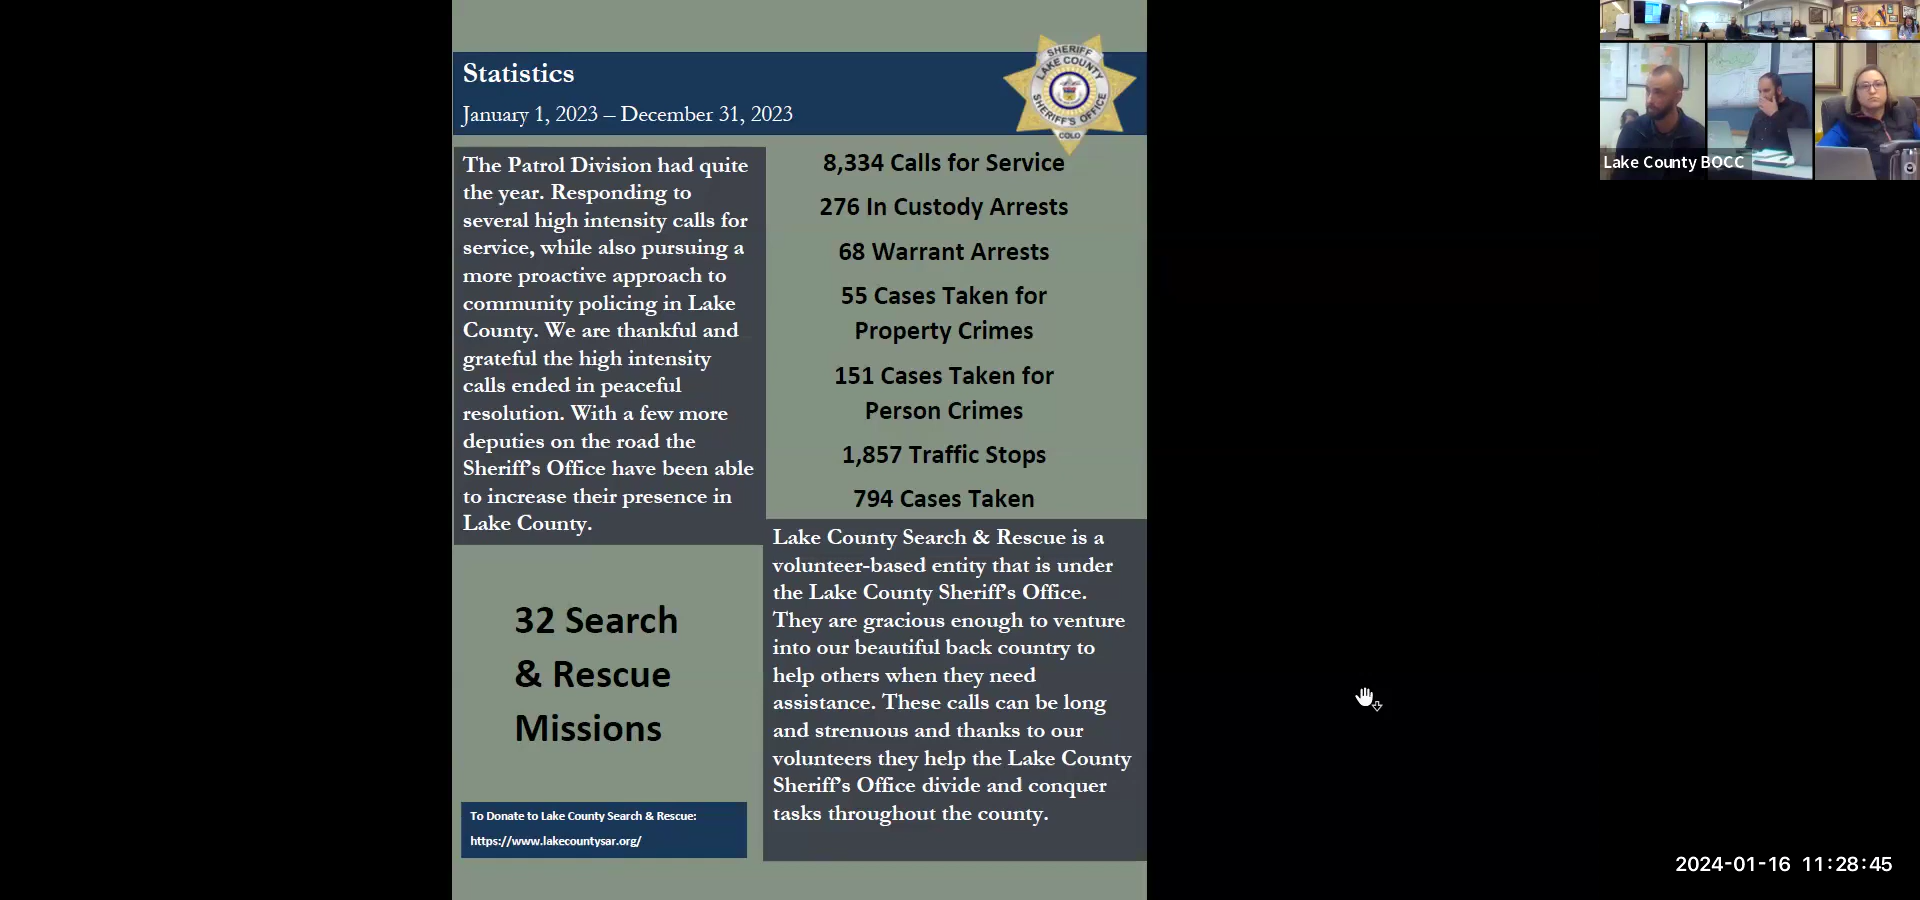 Statistics
January 1, 2023 – December 31, 2023
SHERIFF
LAKE COUNTY
SHERIFF'S OFFICE
COLO
The Patrol Division had quite
the year. Responding to
several high intensity calls for
service, while also pursuing a
more proactive approach to
community policing in Lake
County. We are thankful and
grateful the high intensity
calls ended in peaceful
resolution. With a few more
deputies on the road the
Sheriff's Office have been able
to increase their presence in
Lake County.
8,334 Calls for Service
276 In Custody Arrests
68 Warrant Arrests
55 Cases Taken for
Property Crimes
151 Cases Taken for
Person Crimes
1,857 Traffic Stops
794 Cases Taken
32 Search
& Rescue
Missions
To Donate to Lake County Search & Rescue:
https://www.lakecountysar.org/
Lake County Search & Rescue is a
volunteer-based entity that is under
the Lake County Sheriff's Office.
They are gracious enough to venture
into our beautiful back country to
help others when they need
assistance. These calls can be long
and strenuous and thanks to our
volunteers they help the Lake County
Sheriff's Office divide and conquer
tasks throughout the county.
Lake County BOCC
2024-01-16 11:28:45